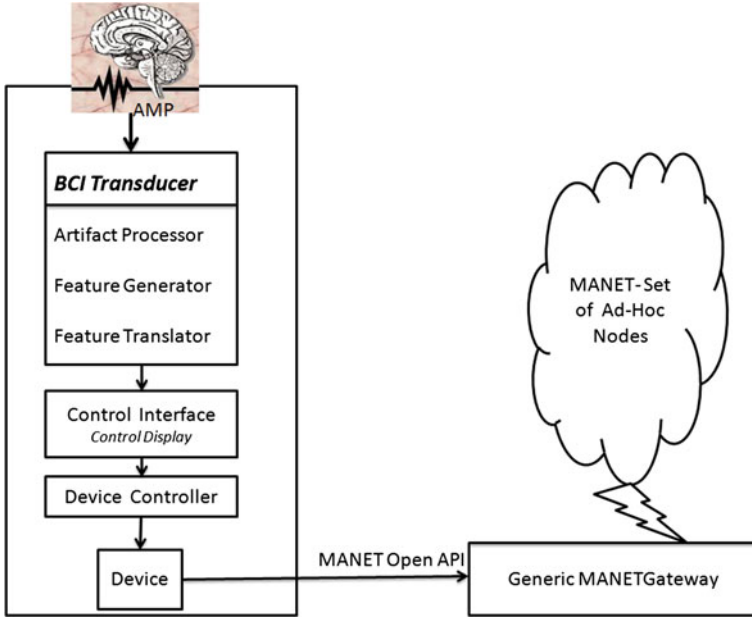 AMP
BCI Transducer
Artifact Processor
Feature Generator
Feature Translator
Control Interface
Control Display
Device Controller
Device
MANET Open API
Generic MANETGateway
MANET-Set
of Ad-Hoc
Nodes